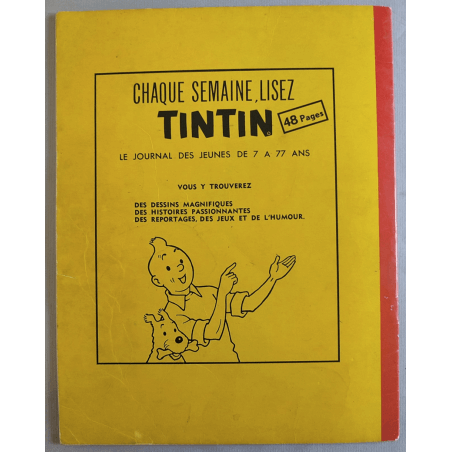 CHAQUE SEMAINE, LISEZ
TINTIN 48 Pages
LE JOURNAL DES JEUNES DE 7 A 77 ANS
VOUS Y TROUVEREZ
DES DESSINS MAGNIFIQUES
DES HISTOIRES PASSIONNANTES
DES REPORTAGES, DES JEUX ET DE L'HUMOUR.